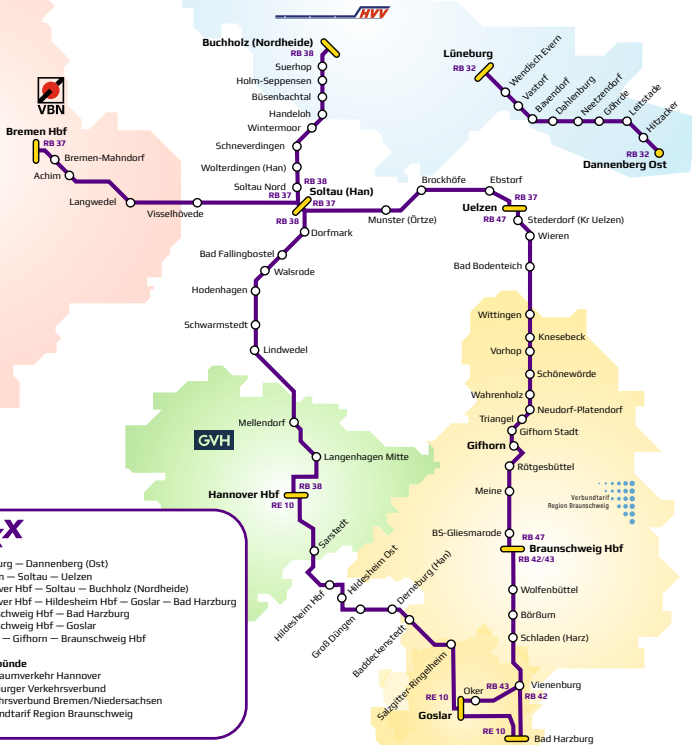 HVV
Buchholz (Nordheide)
RB 38
Suerhop
Holm-Seppensen
Büsenbachtal
Handeloh
Wintermoor
Schneverdingen
Wolterdingen (Han)
Soltau Nord
RB 38
RB 37
Soltau (Han)
RB 37
RB 38
Lüneburg
RB 32
Wendisch Evern
Vastorf
Bavendorf
Dahlenburg
Neetzendorf
Göhrde
Leitstade
Hitzacker
RB 32
Dannenberg Ost
VBN
Bremen Hbf
RB 37
Bremen-Mahndorf
Achim
Langwedel
Visselhövede
Munster (Örtze)
Brockhöfe
Ebstorf
RB 37
Uelzen
RB 47
Stederdorf (Kr Uelzen)
Wieren
Bad Bodenteich
Wittingen
Knesebeck
Vorhop
Schönewörde
Wahrenholz
Neudorf-Platendorf
Triangel
Gifhorn Stadt
Gifhorn
Rötgesbüttel
Meine
BS-Gliesmarode
RB 47
Braunschweig Hbf
RB 42/43
Verbundtarif
Region Braunschweig
Wolfenbüttel
Börßum
Schladen (Harz)
Vienenburg
RB 43
RB 42
Oker
RE 10
Goslar
RE 10
Bad Harzburg
Dorfmark
Bad Fallingbostel
Walsrode
Hodenhagen
Schwarmstedt
Lindwedel
Mellendorf
GVH
Langenhagen Mitte
RB 38
Hannover Hbf
RE 10
Sarstedt
Hildesheim Hbf
Hildesheim Ost
Groß Düngen
Derneburg (Han)
Baddeckenstedt
Salzgitter-Ringelheim
x
urg – Dannenberg (Ost)
n – Soltau – Uelzen
ver Hbf – Soltau – Buchholz (Nordheide)
ver Hbf – Hildesheim Hbf – Goslar – Bad Harzburg
schweig Hbf – Bad Harzburg
schweig Hbf – Goslar
– Gifhorn – Braunschweig Hbf
bünde
aumverkehr Hannover
burger Verkehrsverbund
hrsverbund Bremen/Niedersachsen
ndtarif Region Braunschweig